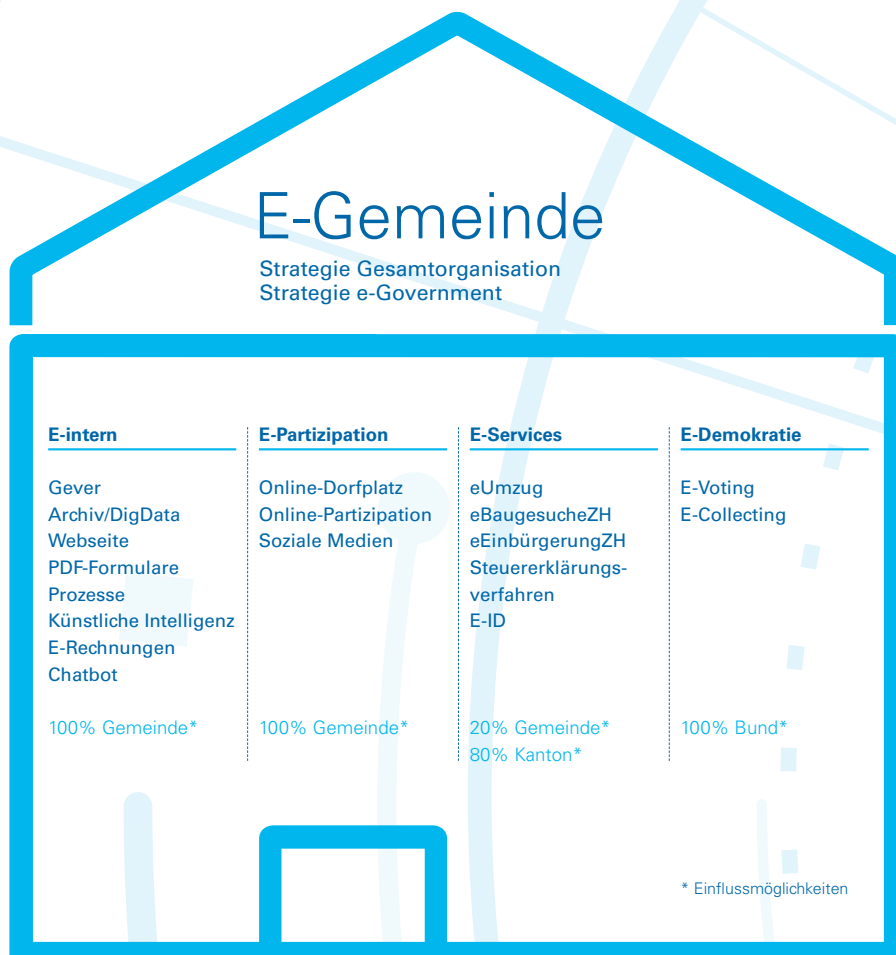 E-Gemeinde
Strategie Gesamtorganisation
Strategie e-Government
E-intern
Gever
Archiv/DigData
Webseite
PDF-Formulare
Prozesse
Künstliche Intelligenz
E-Rechnungen
Chatbot
100% Gemeinde*
E-Partizipation
Online-Dorfplatz
Online-Partizipation
Soziale Medien
100% Gemeinde*
E-Services
eUmzug
eBaugesucheZH
eEinbürgerungZH
Steuererklärungs-
verfahren
E-ID
20% Gemeinde*
80% Kanton*
E-Demokratie
E-Voting
E-Collecting
100% Bund*
* Einflussmöglichkeiten